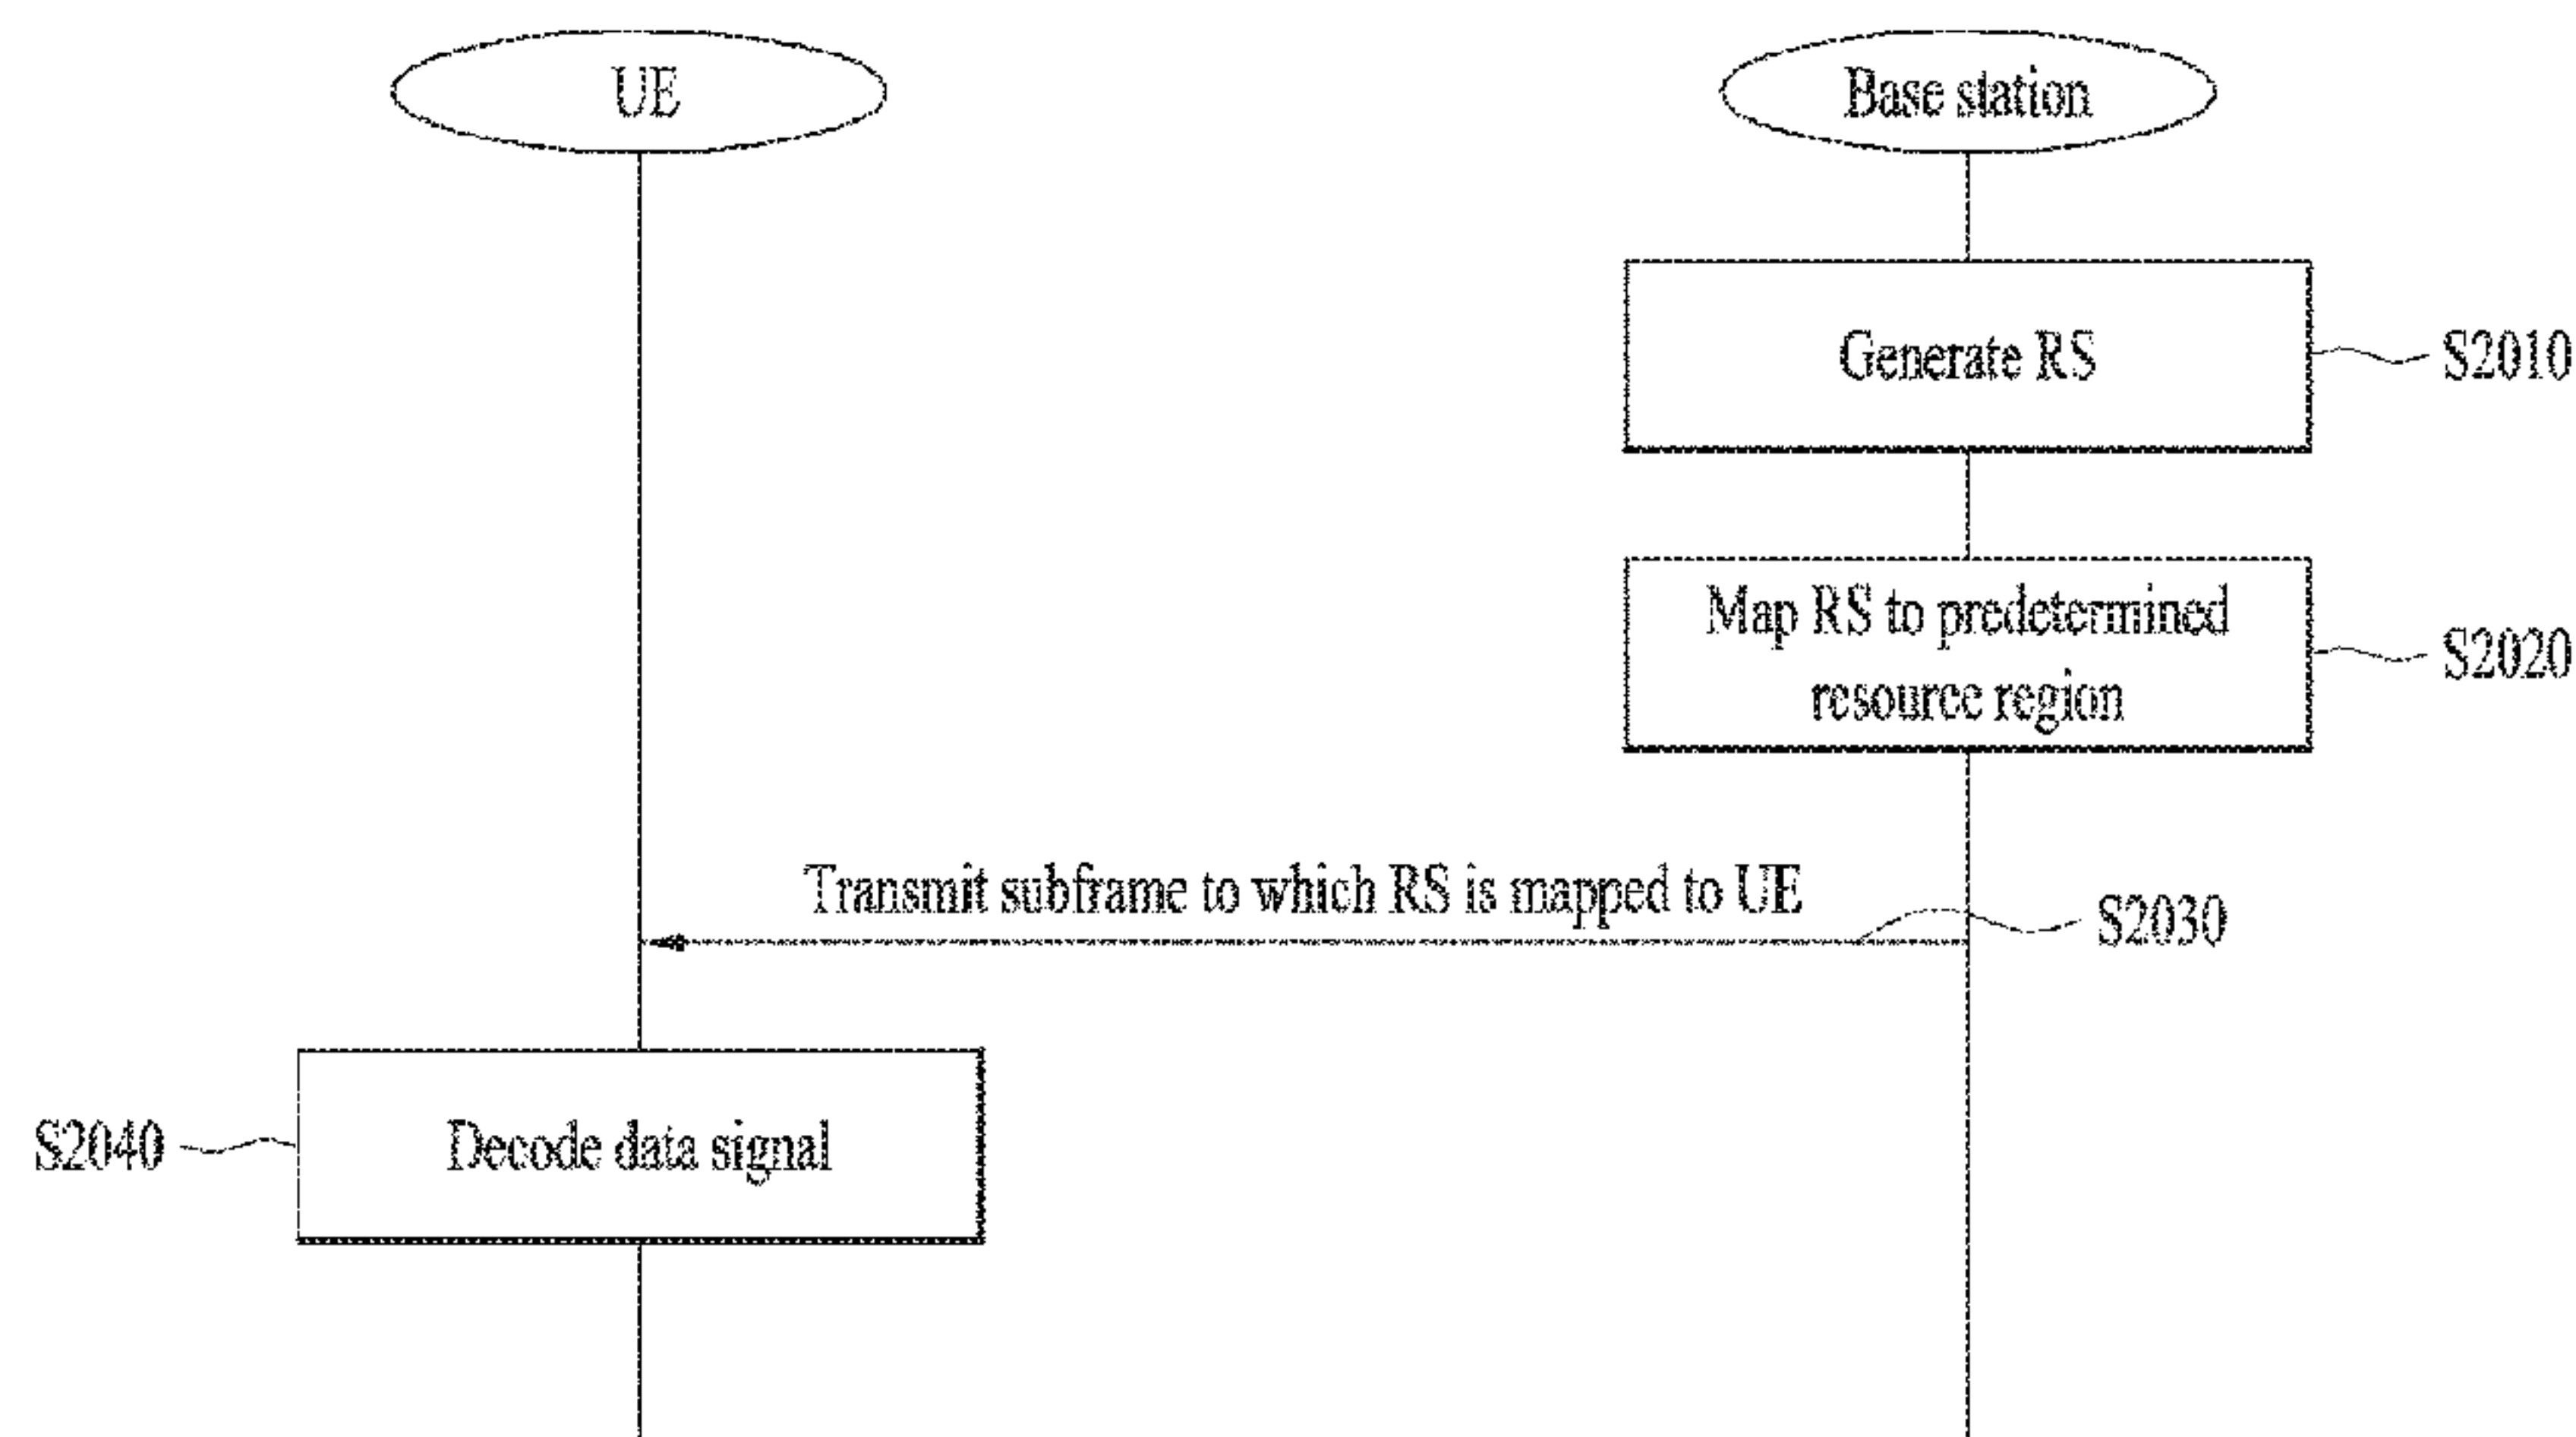 UE
Base station
Generate RS
S2010
Map RS to predetermined
resource region
S2020
Transmit subframe to which RS is mapped to UE
S2030
S2040
Decode data signal